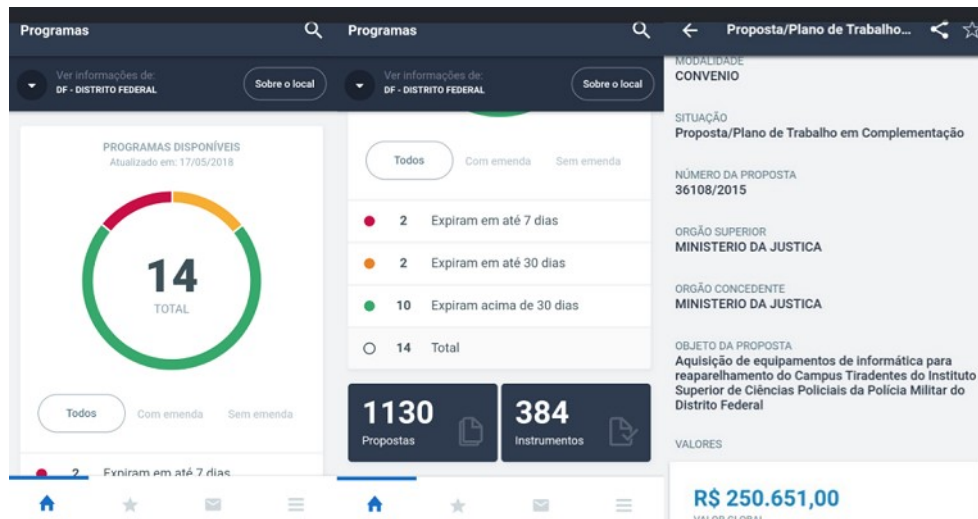 Programas
Ver informações de:
DF - DISTRITO FEDERAL
Sobre o local
PROGRAMAS DISPONÍVEIS
Atualizado em: 17/05/2018
14
TOTAL
Todos
Com emenda
Sem emenda
2 Expiram em até 7 dias
Programas
Ver informações de:
DF - DISTRITO FEDERAL
Sobre o local
Todos
Com emenda
Sem emenda
2 Expiram em até 7 dias
2 Expiram em até 30 dias
10 Expiram acima de 30 dias
14 Total
1130
Propostas
384
Instrumentos
Proposta/Plano de Trabalho...
MODALIDADE
CONVENIO
SITUAÇÃO
Proposta/Plano de Trabalho em Complementação
NÚMERO DA PROPOSTA
36108/2015
ORGÃO SUPERIOR
MINISTERIO DA JUSTICA
ORGÃO CONCEDENTE
MINISTERIO DA JUSTICA
OBJETO DA PROPOSTA
Aquisição de equipamentos de informática para
reaparelhamento do Campus Tiradentes do Instituto
Superior de Ciências Policiais da Polícia Militar do
Distrito Federal
VALORES
R$ 250.651,00
VALOR GLOBAL